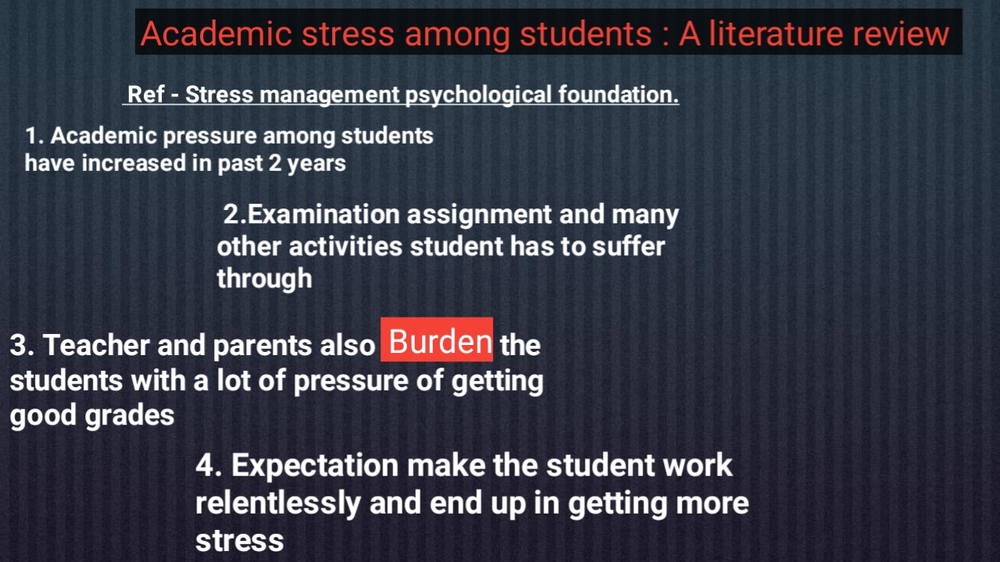 Academic stress among students : A literature review
Ref - Stress management psychological foundation.
1. Academic pressure among students
have increased in past 2 years
2.Examination assignment and many
other activities student has to suffer
through
3. Teacher and parents also Burden the
students with a lot of pressure of getting
good grades
4. Expectation make the student work
relentlessly and end up in getting more
stress